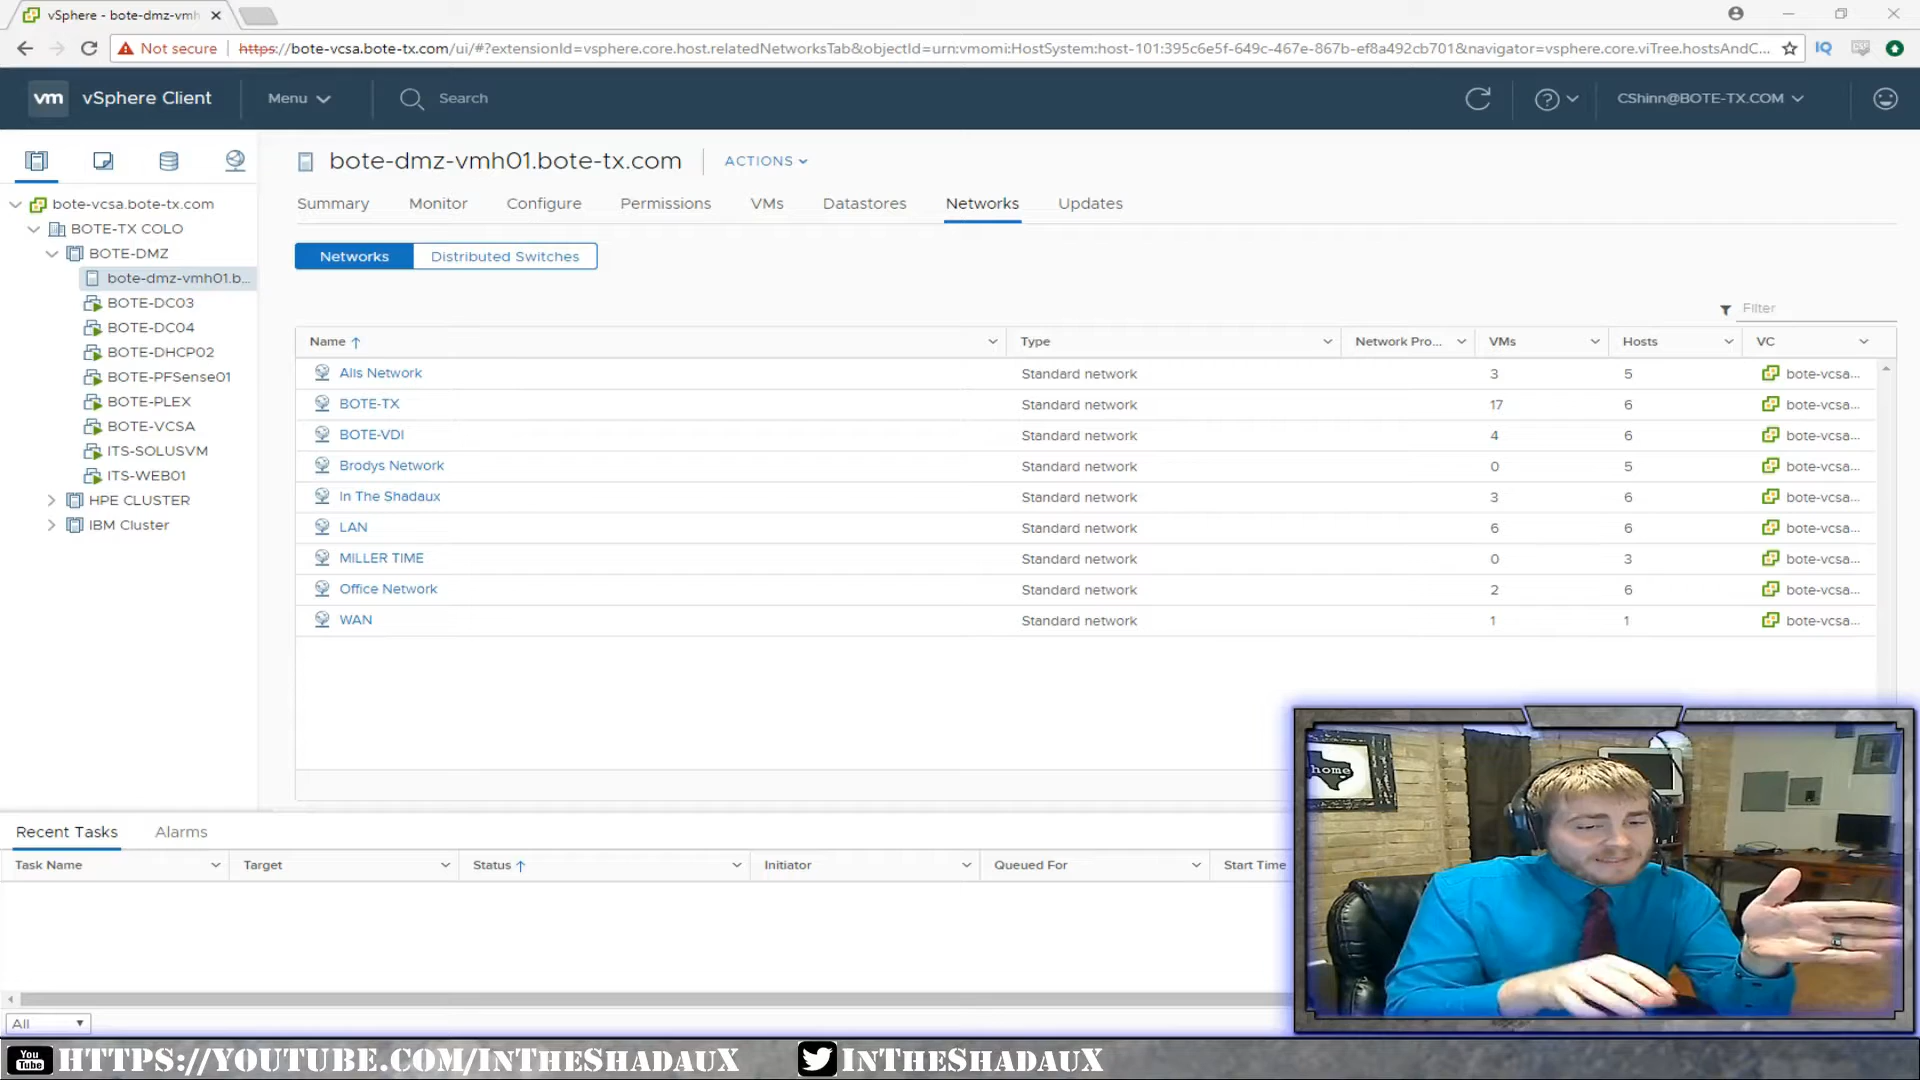 vSphere - bote-dmz-vmh
Not secure https://bote-vcsa.bote-tx.com/ui/#?extensionId=vsphere.core.host.relatedNetworksTab&objectId=urn:vmomi:HostSystem:host-101:395c6e5f-649c-467e-867b-ef8a492cb701&navigator=vsphere.core.viTree.hostsAndC... IQ
vm vSphere Client Menu Search CShinn@BOTE-TX.COM
bote-dmz-vmh01.bote-tx.com ACTIONS
Summary Monitor Configure Permissions VMs Datastores Networks Updates
Networks Distributed Switches
bote-vcsa.bote-tx.com
BOTE-TX COLO
BOTE-DMZ
bote-dmz-vmh01.b...
BOTE-DC03
BOTE-DC04
BOTE-DHCP02
BOTE-PFSense01
BOTE-PLEX
BOTE-VCSA
ITS-SOLUSVM
ITS-WEB01
HPE CLUSTER
IBM Cluster
Filter
Name Type Network Pro... VMs Hosts VC
Alis Network Standard network 3 5 bote-vcsa...
BOTE-TX Standard network 17 6 bote-vcsa...
BOTE-VDI Standard network 4 6 bote-vcsa...
Brodys Network Standard network 0 5 bote-vcsa...
In The Shadaux Standard network 3 6 bote-vcsa...
LAN Standard network 6 6 bote-vcsa...
MILLER TIME Standard network 0 3 bote-vcsa...
Office Network Standard network 2 6 bote-vcsa...
WAN Standard network 1 1 bote-vcsa...
home
Recent Tasks Alarms
Task Name Target Status Initiator Queued For Start Time
All
You Tube HTTPS://YOUTUBE.COM/INTHESHADAUX INTHESHADAUX